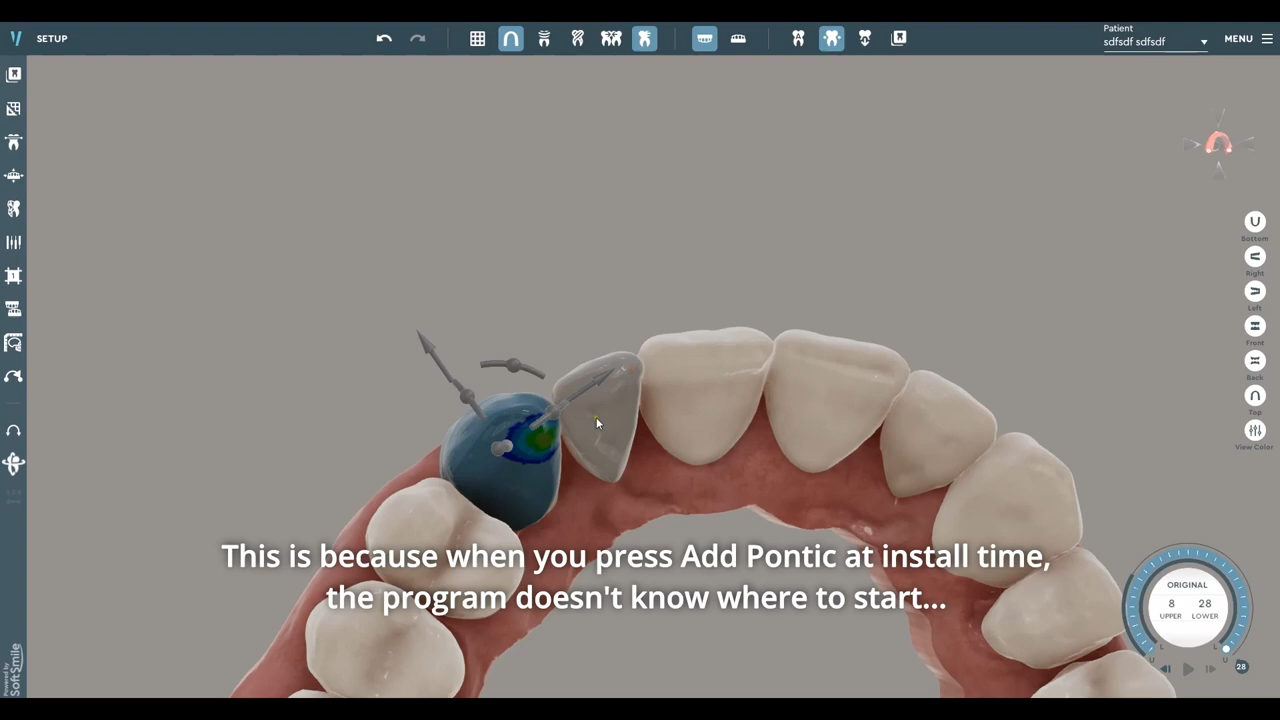 Patient
SETUP
sdfsdf sdfsdf
MENU
Bottom
Right
Left
Front
Back
Top
View Color
This is because when you press Add Pontic at install time,
the program doesn't know where to start...
ORIGINAL
8 28
UPPER LOWER
L L
U U
28
Powered by
SoftSmile